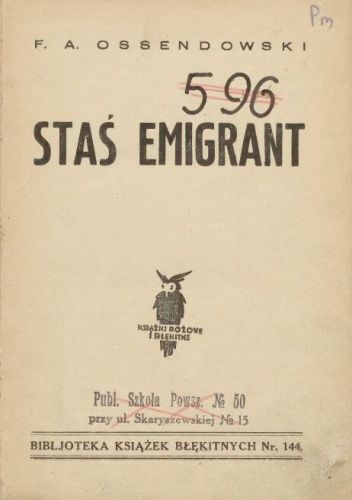 Pm
F. A. OSSENDOWSKI
596
STAŚ EMIGRANT
KSIĄŻKI RÓŻOWE
I BŁĘKITNE
Publ. Szkoła Powsz. № 50
przy ul. Skaryszewskiej № 15
BIBLJOTEKA KSIĄŻEK BŁĘKITNYCH Nr. 144.